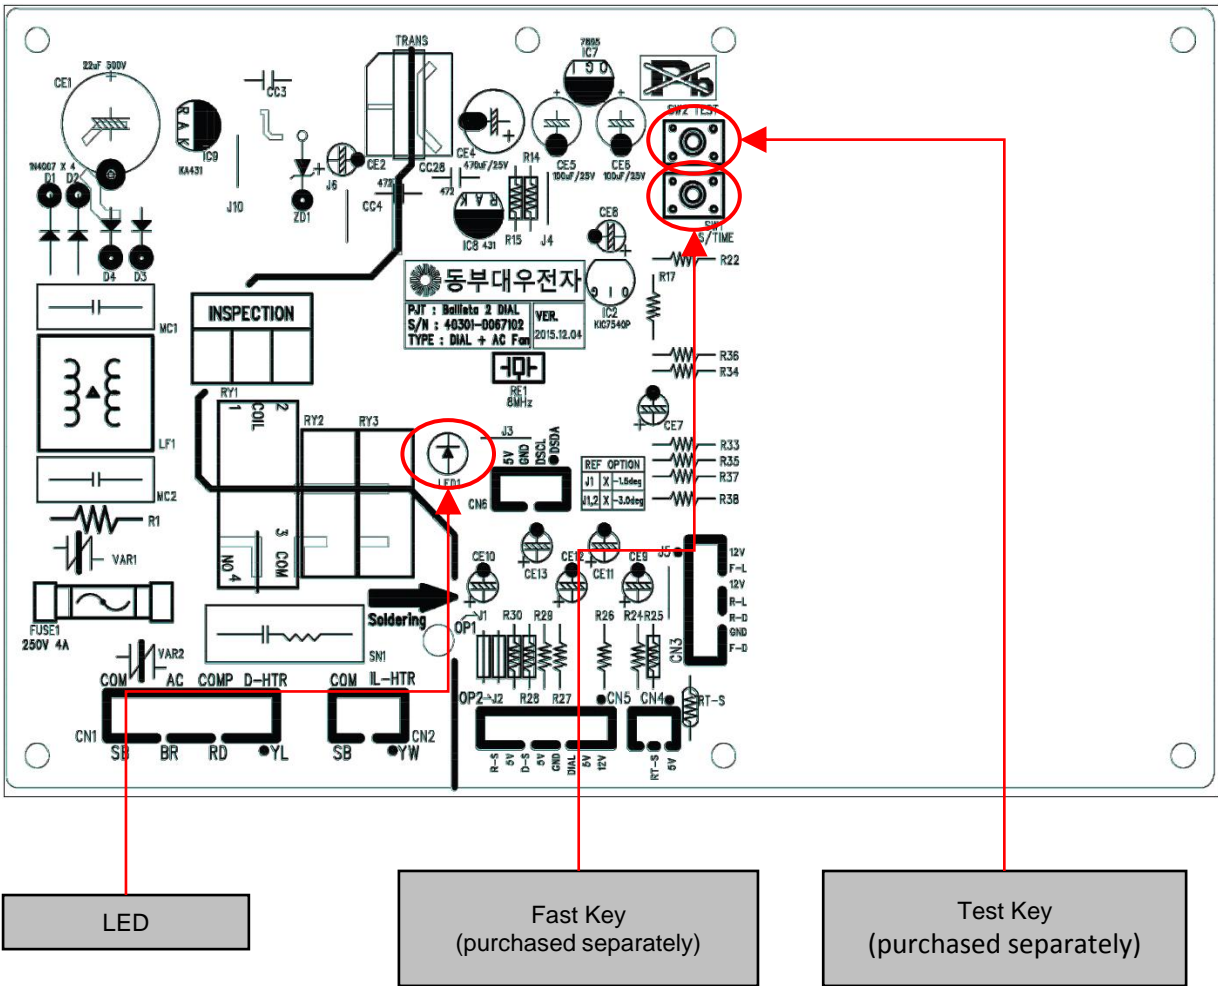 TRANS
22uF 500V
CE1
CC3
RAK
IC9
KA431
1N4007 X 4
D1 D2
D4 D3
J10
ZD1
J6
CE2
472
CC4
CC28
CE4
470uF/25V
472
RAK
IC8 431
R14
R15
J4
7805
IC7
OGI
CE5
100uF/25V
CE6
100uF/25V
SW2 TEST
SW1
S/TIME
CE8
OIG
IC2
KIC7540P
R22
R17
R36
R34
CE7
R33
R35
R37
R38
동부대우전자
PJT : Ballista 2 DIAL
S/N : 40301-0067102
TYPE : DIAL + AC Fan
VER.
2015.12.04
RE1
8MHz
MC1
LF1
MC2
R1
VAR1
FUSE1
250V 4A
VAR2
INSPECTION
RY1
1 COIL 2
3 COM
NO 4
RY2
RY3
LED1
J3
5V
GND
DSCL
DSDA
CN6
REF OPTION
J1 X -1.5deg
J1,2 X -3.0deg
CE10
CE13
CE12
CE11
CE9
J5
12V
F-L
12V
R-L
R-D
GND
F-D
CN3
Soldering
SN1
OP1
J1 R30 R29 R26 R24 R25
OP2 J2 R28 R27
CN5
CN4
RT-S
COM AC COMP D-HTR
CN1
SB BR RD YL
COM IL-HTR
CN2
SB YW
R-S
5V
D-S
5V
GND
DIAL
5V
12V
RT-S
5V
LED
Fast Key
(purchased separately)
Test Key
(purchased separately)